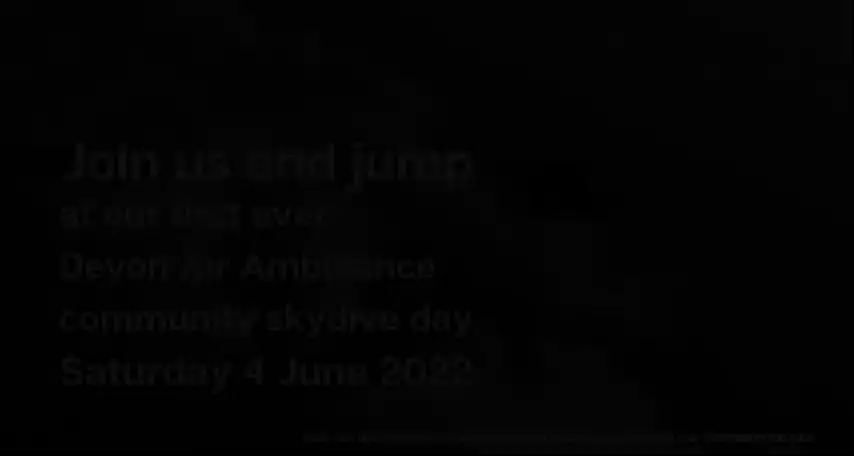 Join us and jump
at our first ever
Devon Air Ambulance
community skydive day
Saturday 4 June 2022